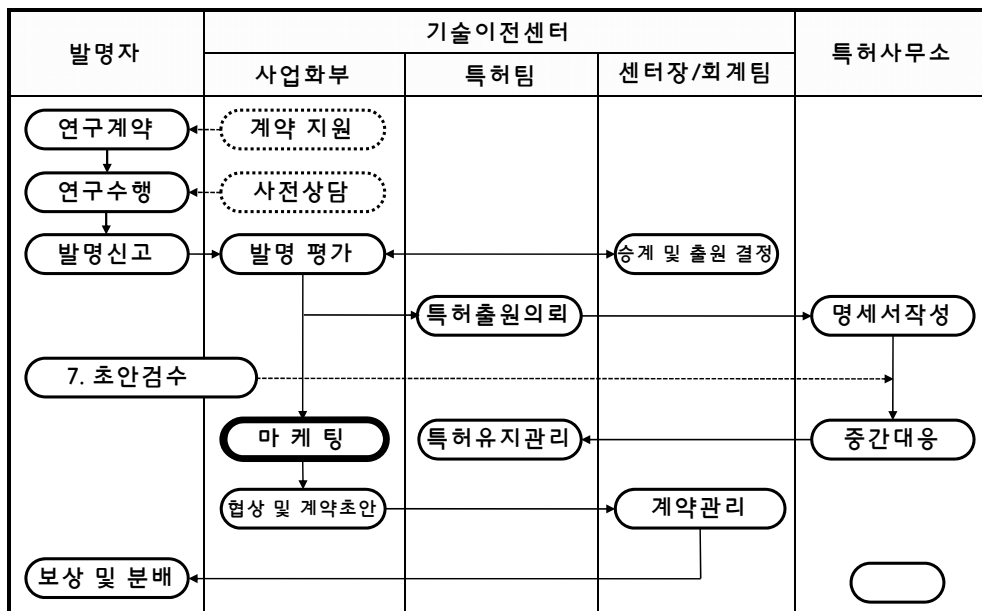 발명자
기술이전센터
특허사무소
사업화부
특허팀
센터장/회계팀
연구계약
계약 지원
연구수행
사전상담
발명신고
발명 평가
승계 및 출원 결정
특허출원의뢰
명세서작성
7. 초안검수
마 케 팅
특허유지관리
중간대응
협상 및 계약초안
계약관리
보상 및 분배